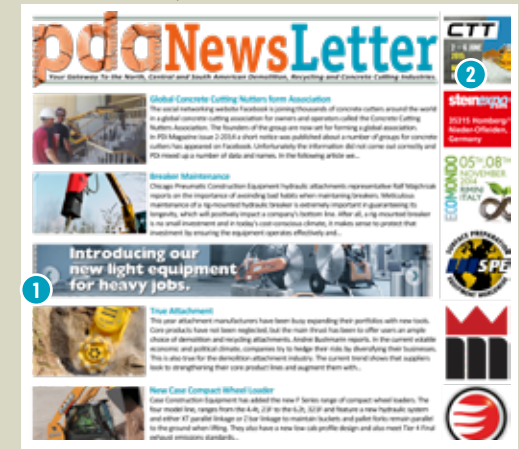 pda NewsLetter
Your Gateway To the North, Central and South American Demolition, Recycling and Concrete Cutting Industries.
Global Concrete Cutting Nutters form Association
The social networking website Facebook is joining thousands of concrete cutters around the world
in a global concrete cutting association for owners and operators called the Concrete Cutting
Nutters Association. The founders of the group are now set for forming a global association.
In PDi Magazine Issue 2-2014 a short notice was published about a number of groups for concrete
cutters has appeared on Facebook. Unfortunately the information did not come out correctly and
PDi mixed up a number of data and names. In the following article we...
Breaker Maintenance
Chicago Pneumatic Construction Equipment hydraulic attachments representative Ralf
reports on the importance of avoiding bad habits when maintaining breakers. Meticulous
maintenance of a rig-mounted hydraulic breaker is extremely important in guaranteeing its
longevity, which will positively impact a company's bottom line. After all, a rig mounted breaker
is no small investment and in today's cost-conscious climate, it makes sense to protect that
investment by ensuring the equipment operates effectively and...
Introducing our
new light equipment
for heavy jobs.
1
True Attachment
This year attachment manufacturers have been busy expanding their portfolios with new tools.
Core products have not been neglected, but the main thrust has been to offer users an ample
choice of demolition and recycling attachments, Andrei Bushmarin reports. In the current volatile
economic and political climate, companies try to hedge their risks by diversifying their businesses.
This is also true for the demolition attachment industry. The current trend shows that suppliers
look to strengthening their core product lines and augment them with...
New Case Compact Wheel Loader
Case Construction Equipment has added the new F Series range of compact wheel loaders. The
four model line, ranges from the 4.4t, 21F to the 6.2t, 321F and feature a new hydraulic system
and either XT parallel linkage or Z bar linkage to maintain buckets and pallet forks remain parallel
to the ground when lifting. They also have a new low cab profile design and also meet Tier 4 Final
exhaust emissions standards...
CTT
2
steinexpo
35315 Homberg/
Nieder-Ofleiden,
Germany
ECOMONDO
05TH.08TH
NOVEMBER
2014
RIMINI
ITALY
SURFACE PREPARATION